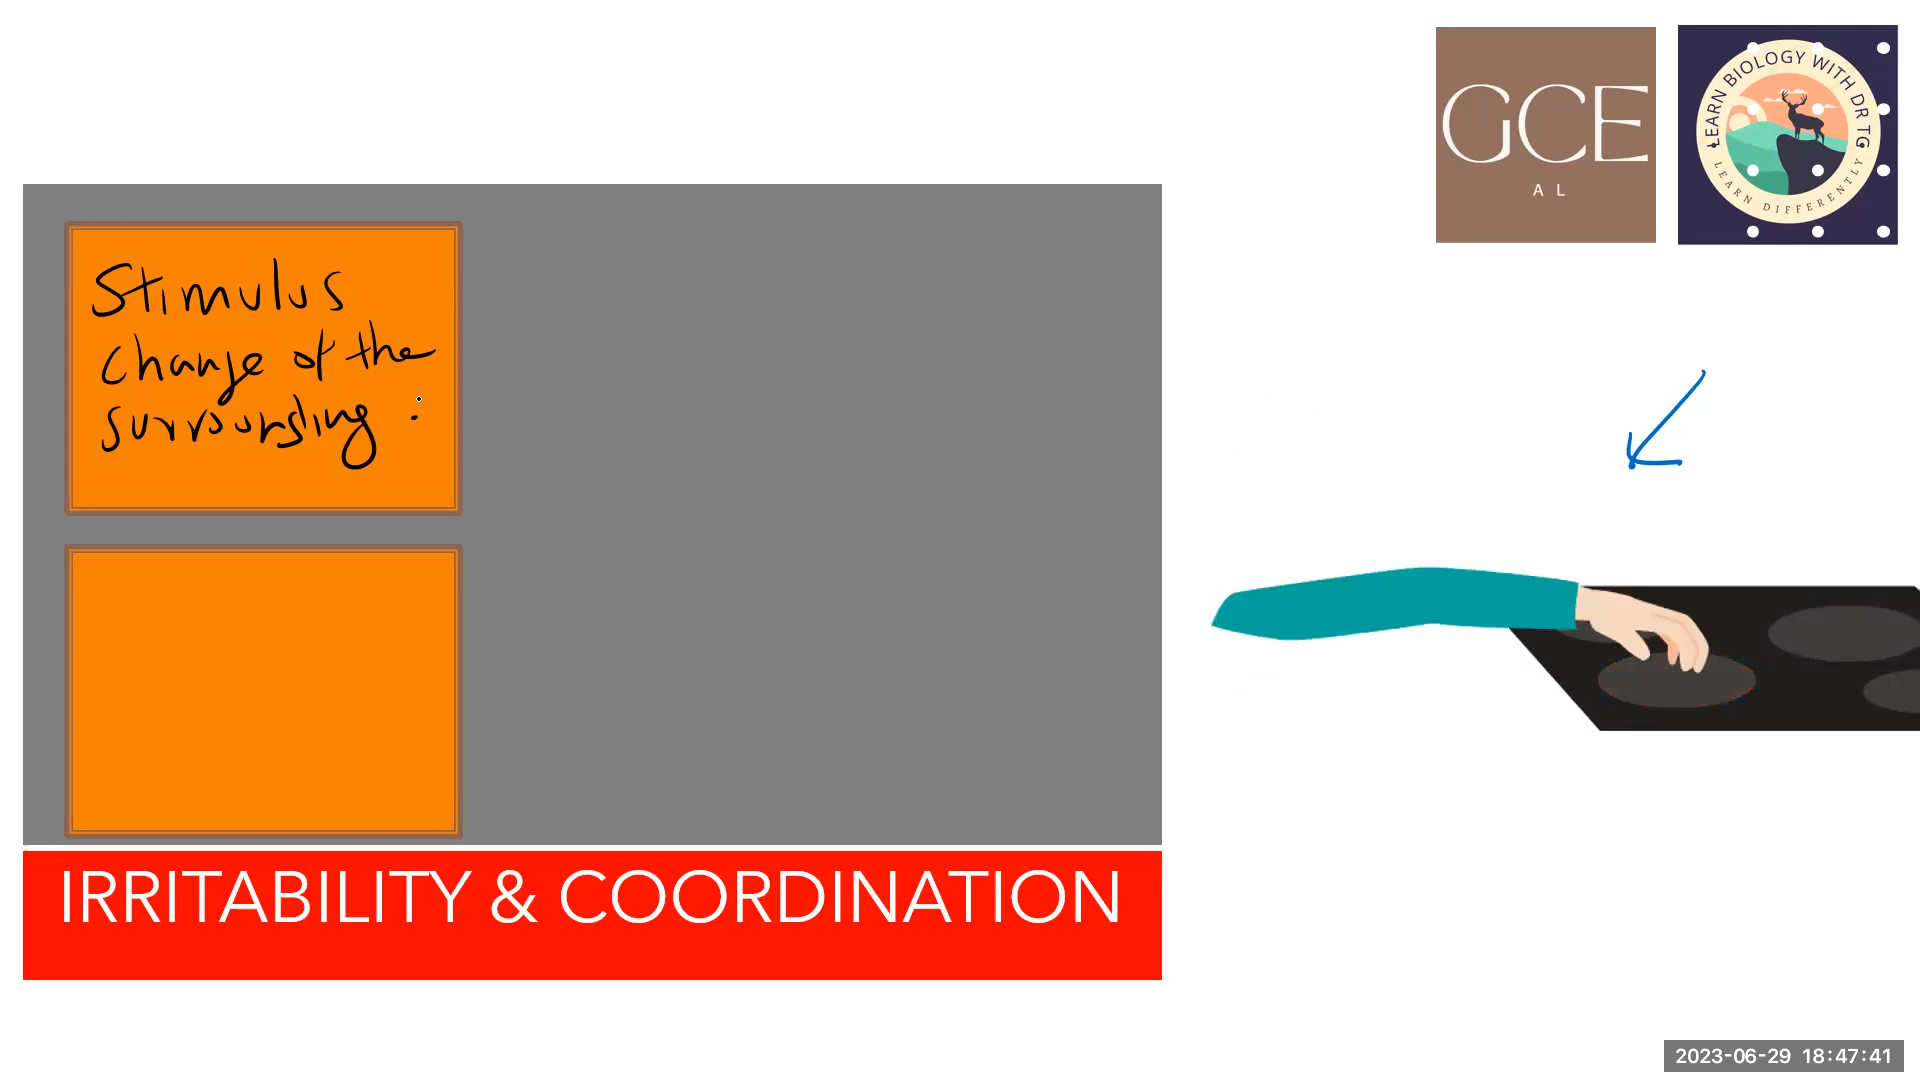 GCE
A L
LEARN BIOLOGY WITH DR TG
LEARN DIFFERENTLY
Stimulus
change of the
surrounding :
IRRITABILITY & COORDINATION
2023-06-29 18:47:41